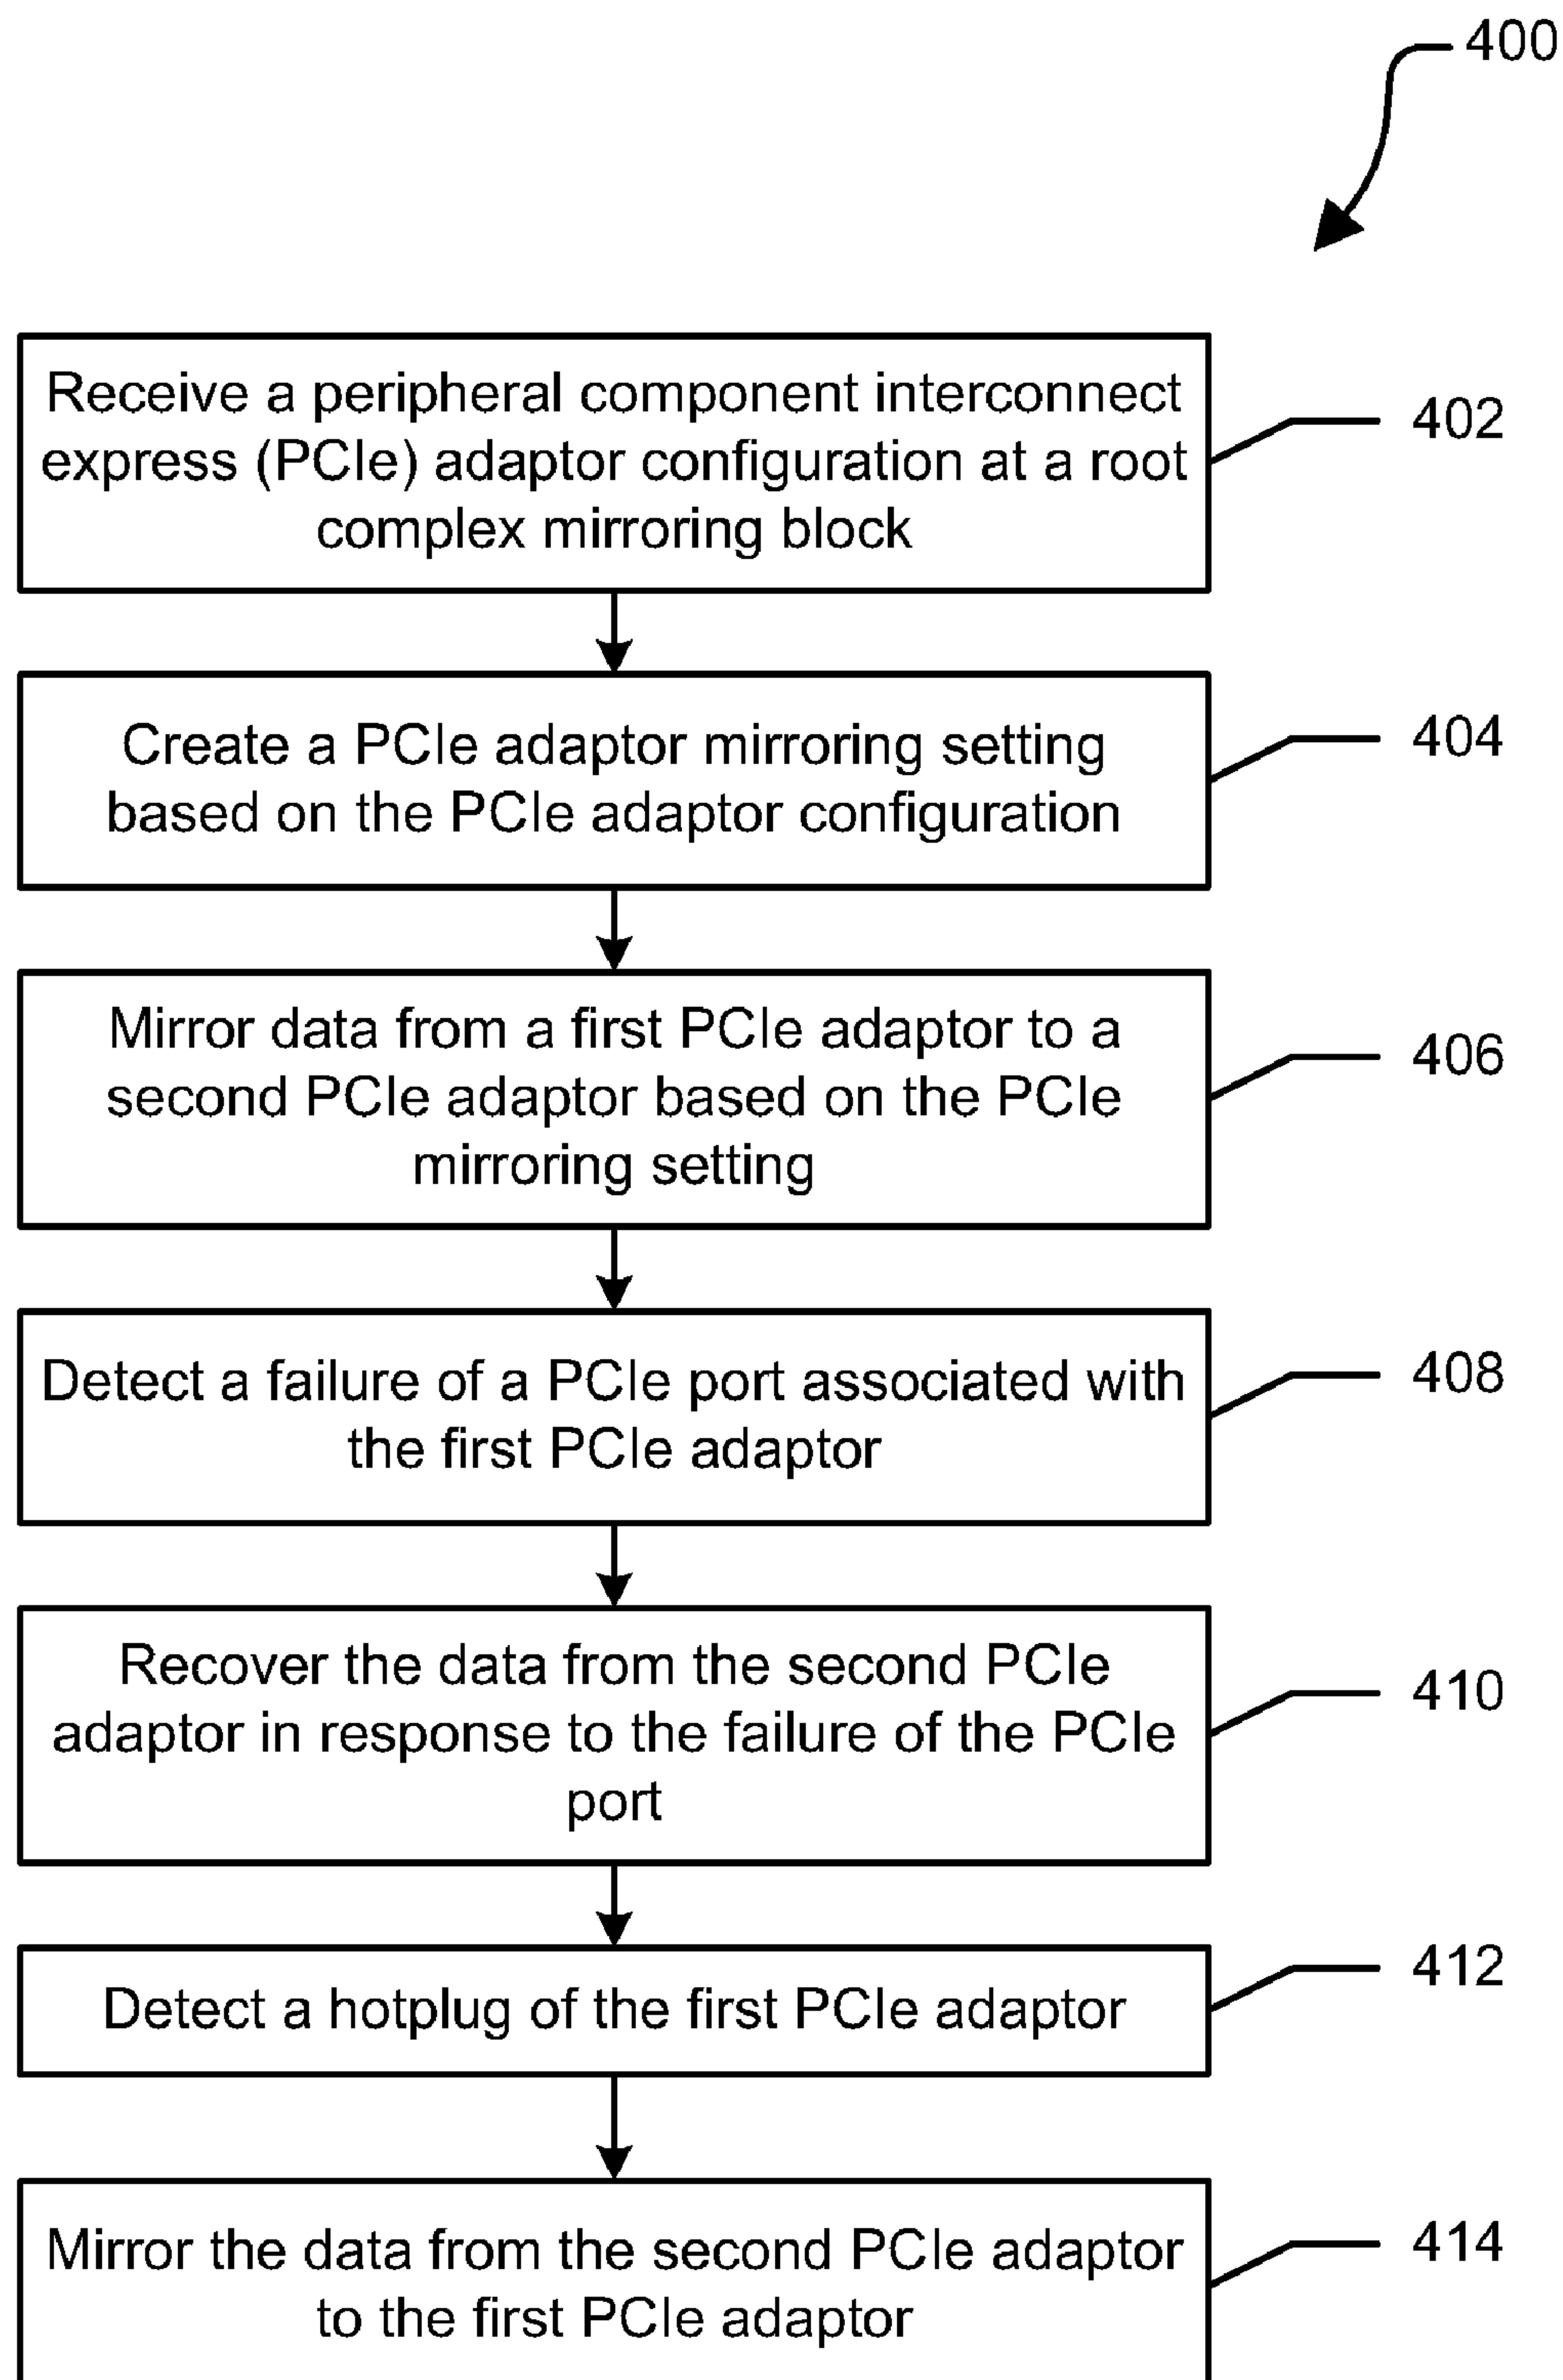 400
Receive a peripheral component interconnect
express (PCIe) adaptor configuration at a root
complex mirroring block
402
Create a PCIe adaptor mirroring setting
based on the PCIe adaptor configuration
404
Mirror data from a first PCIe adaptor to a
second PCIe adaptor based on the PCIe
mirroring setting
406
Detect a failure of a PCIe port associated with
the first PCIe adaptor
408
Recover the data from the second PCIe
adaptor in response to the failure of the PCIe
port
410
Detect a hotplug of the first PCIe adaptor
412
Mirror the data from the second PCIe adaptor
to the first PCIe adaptor
414